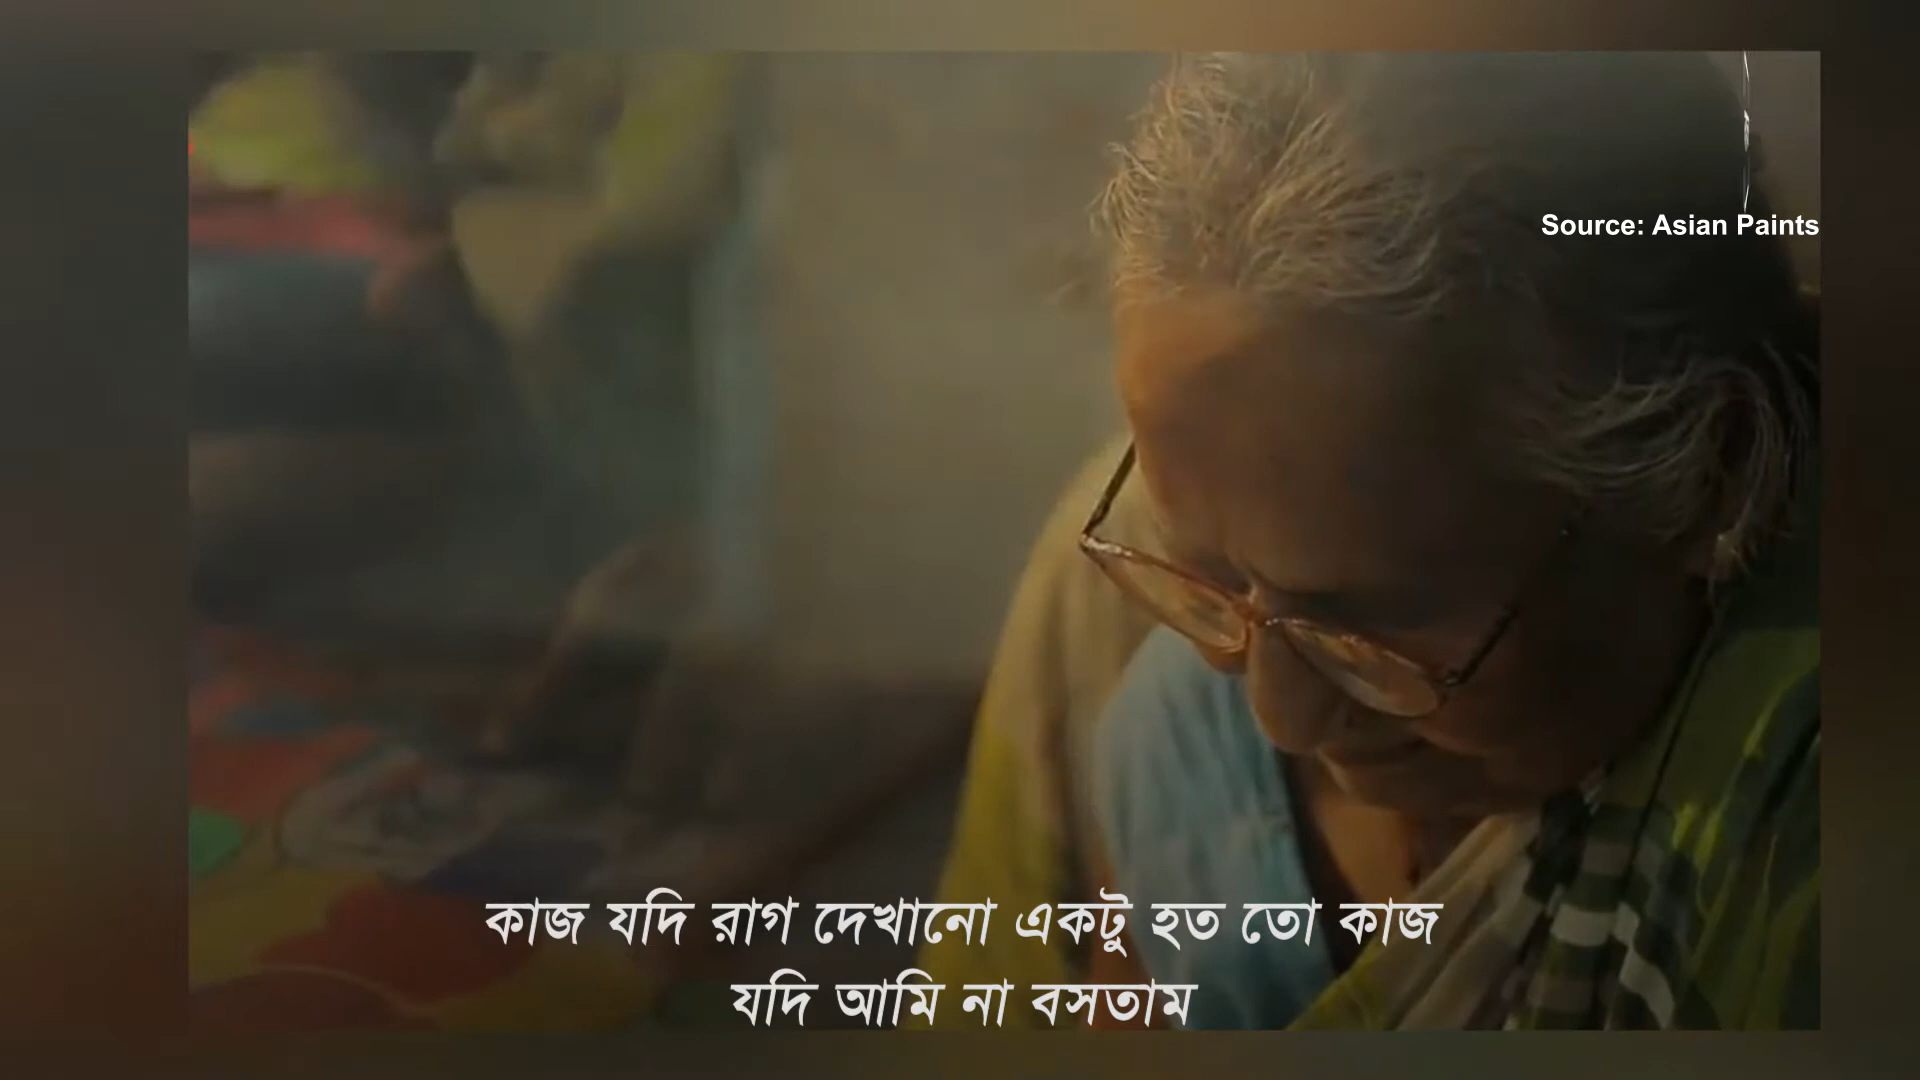 Source: Asian Paints
কাজ যদি রাগ দেখানো একটু হত তো কাজ
যদি আমি না বসতাম